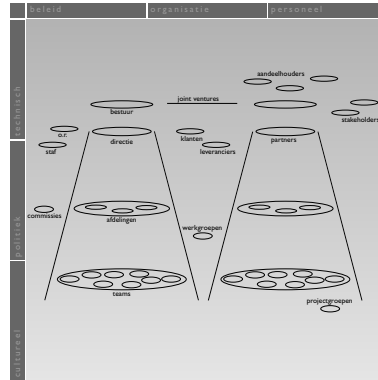 beleid organisatie personeel
technisch
politiek
cultureel
aandeelhouders
joint ventures
bestuur
stakeholders
o.r.
klanten
staf
directie
leveranciers
partners
commissies
afdelingen
werkgroepen
teams
projectgroepen